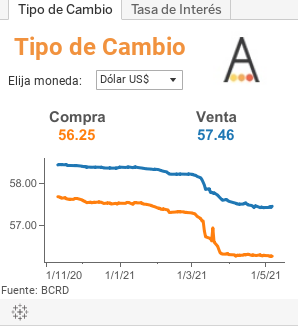 Tipo de Cambio
Tasa de Interés
Tipo de Cambio
Elija moneda:
Dólar US$
Compra
Venta
56.25
57.46
58.00
57.00
1/11/20
1/1/21
1/3/21
1/5/21
Fuente: BCRD